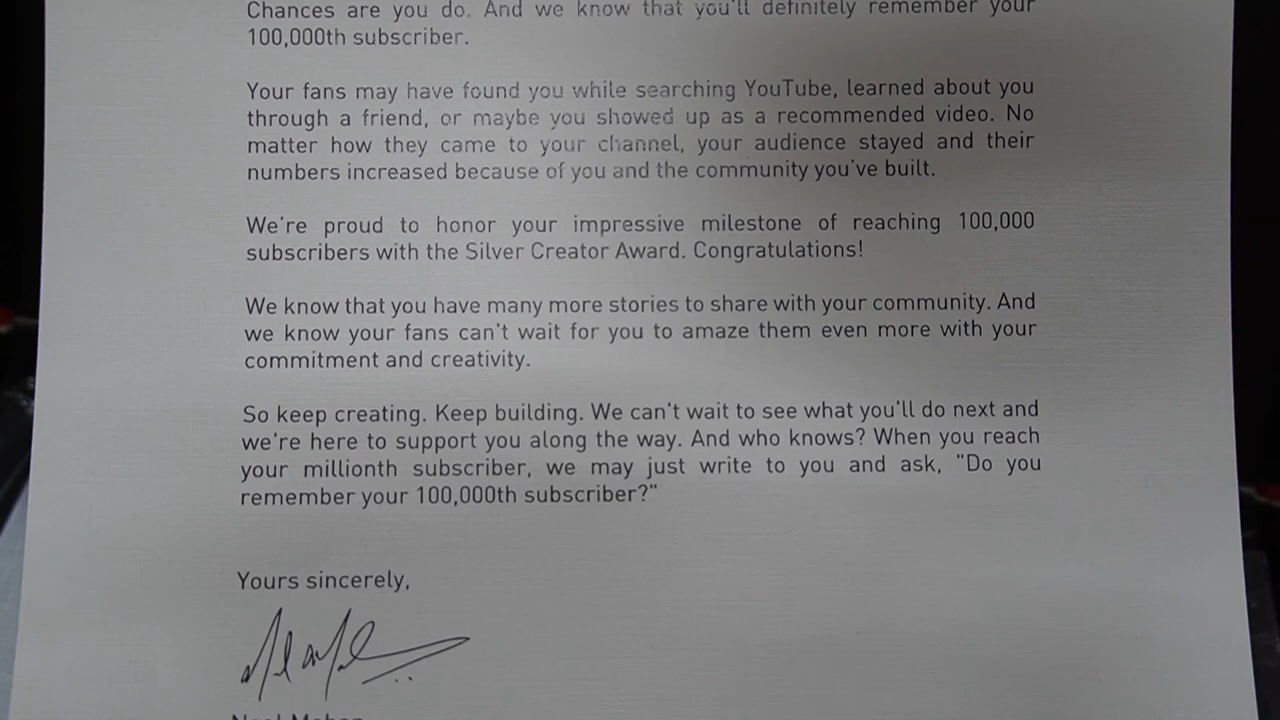 Chances are you do. And we know that you'll definitely remember your
100,000th subscriber.
Your fans may have found you while searching YouTube, learned about you
through a friend, or maybe you showed up as a recommended video. No
matter how they came to your channel, your audience stayed and their
numbers increased because of you and the community you've built.
We're proud to honor your impressive milestone of reaching 100,000
subscribers with the Silver Creator Award. Congratulations!
We know that you have many more stories to share with your community. And
we know your fans can't wait for you to amaze them even more with your
commitment and creativity.
So keep creating. Keep building. We can't wait to see what you'll do next and
we're here to support you along the way. And who knows? When you reach
your millionth subscriber, we may just write to you and ask, "Do you
remember your 100,000th subscriber?"
Yours sincerely,